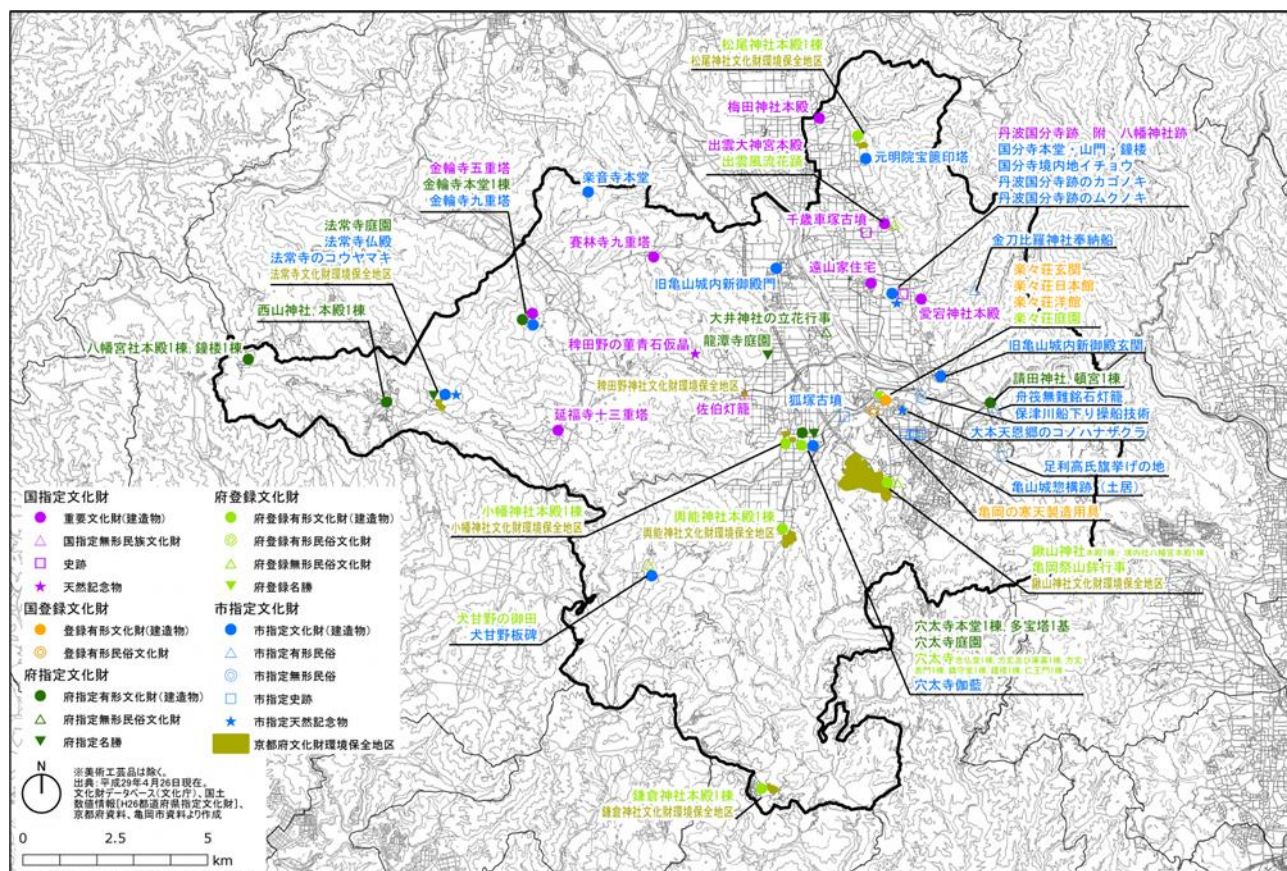 松尾神社本殿1棟
松尾神社文化財環境保全地区
梅田神社本殿
丹波国分寺跡 附 八幡神社跡
国分寺本堂・山門・鐘楼
国分寺境内地イチョウ
丹波国分寺跡のカゴノキ
丹波国分寺跡のムクノキ
出雲大神宮本殿
出雲風流花踊
元明院宝篋印塔
金輪寺五重塔
金輪寺本堂1棟
金輪寺九重塔
楽音寺本堂
千歳車塚古墳
法常寺庭園
法常寺仏殿
法常寺のコウヤマキ
法常寺文化財環境保全地区
賽林寺九重塔
遠山家住宅
金刀比羅神社奉納船
旧亀山城内新御殿門
楽々荘玄関
楽々荘日本館
楽々荘洋館
楽々荘庭園
西山神社, 本殿1棟
大井神社の立花行事
愛宕神社本殿
八幡宮社本殿1棟, 鐘楼1棟
稗田野の菫青石仮晶
龍潭寺庭園
旧亀山城内新御殿玄関
稗田野神社文化財環境保全地区
佐伯灯籠
狐塚古墳
請田神社, 頓宮1棟
舟筏無難銘石灯籠
保津川船下り操船技術
大本天恩郷のコノハナザクラ
延福寺十三重塔
足利高氏旗挙げの地
亀山城惣構跡（土居）
亀岡の寒天製造用具
小幡神社本殿1棟
小幡神社文化財環境保全地区
與能神社本殿1棟
與能神社文化財環境保全地区
鍬山神社
亀岡祭山鉾行事
鍬山神社文化財環境保全地区
犬甘野の御田
犬甘野板碑
穴太寺本堂1棟, 多宝塔1基
穴太寺庭園
穴太寺
穴太寺伽藍
鎌倉神社本殿1棟
鎌倉神社文化財環境保全地区
国指定文化財
重要文化財(建造物)
国指定無形民族文化財
史跡
天然記念物
国登録文化財
登録有形文化財(建造物)
登録有形民俗文化財
府指定文化財
府指定有形文化財(建造物)
府指定無形民俗文化財
府指定名勝
府登録文化財
府登録有形文化財(建造物)
府登録有形民俗文化財
府登録無形民俗文化財
府登録名勝
市指定文化財
市指定文化財(建造物)
市指定有形民俗
市指定無形民俗
市指定史跡
市指定天然記念物
京都府文化財環境保全地区
N
※美術工芸品は除く。
出典：平成29年4月26日現在。
文化財データベース(文化庁)、国土
数値情報[H26都道府県指定文化財]、
京都府資料、亀岡市資料より作成
0 2.5 5
km